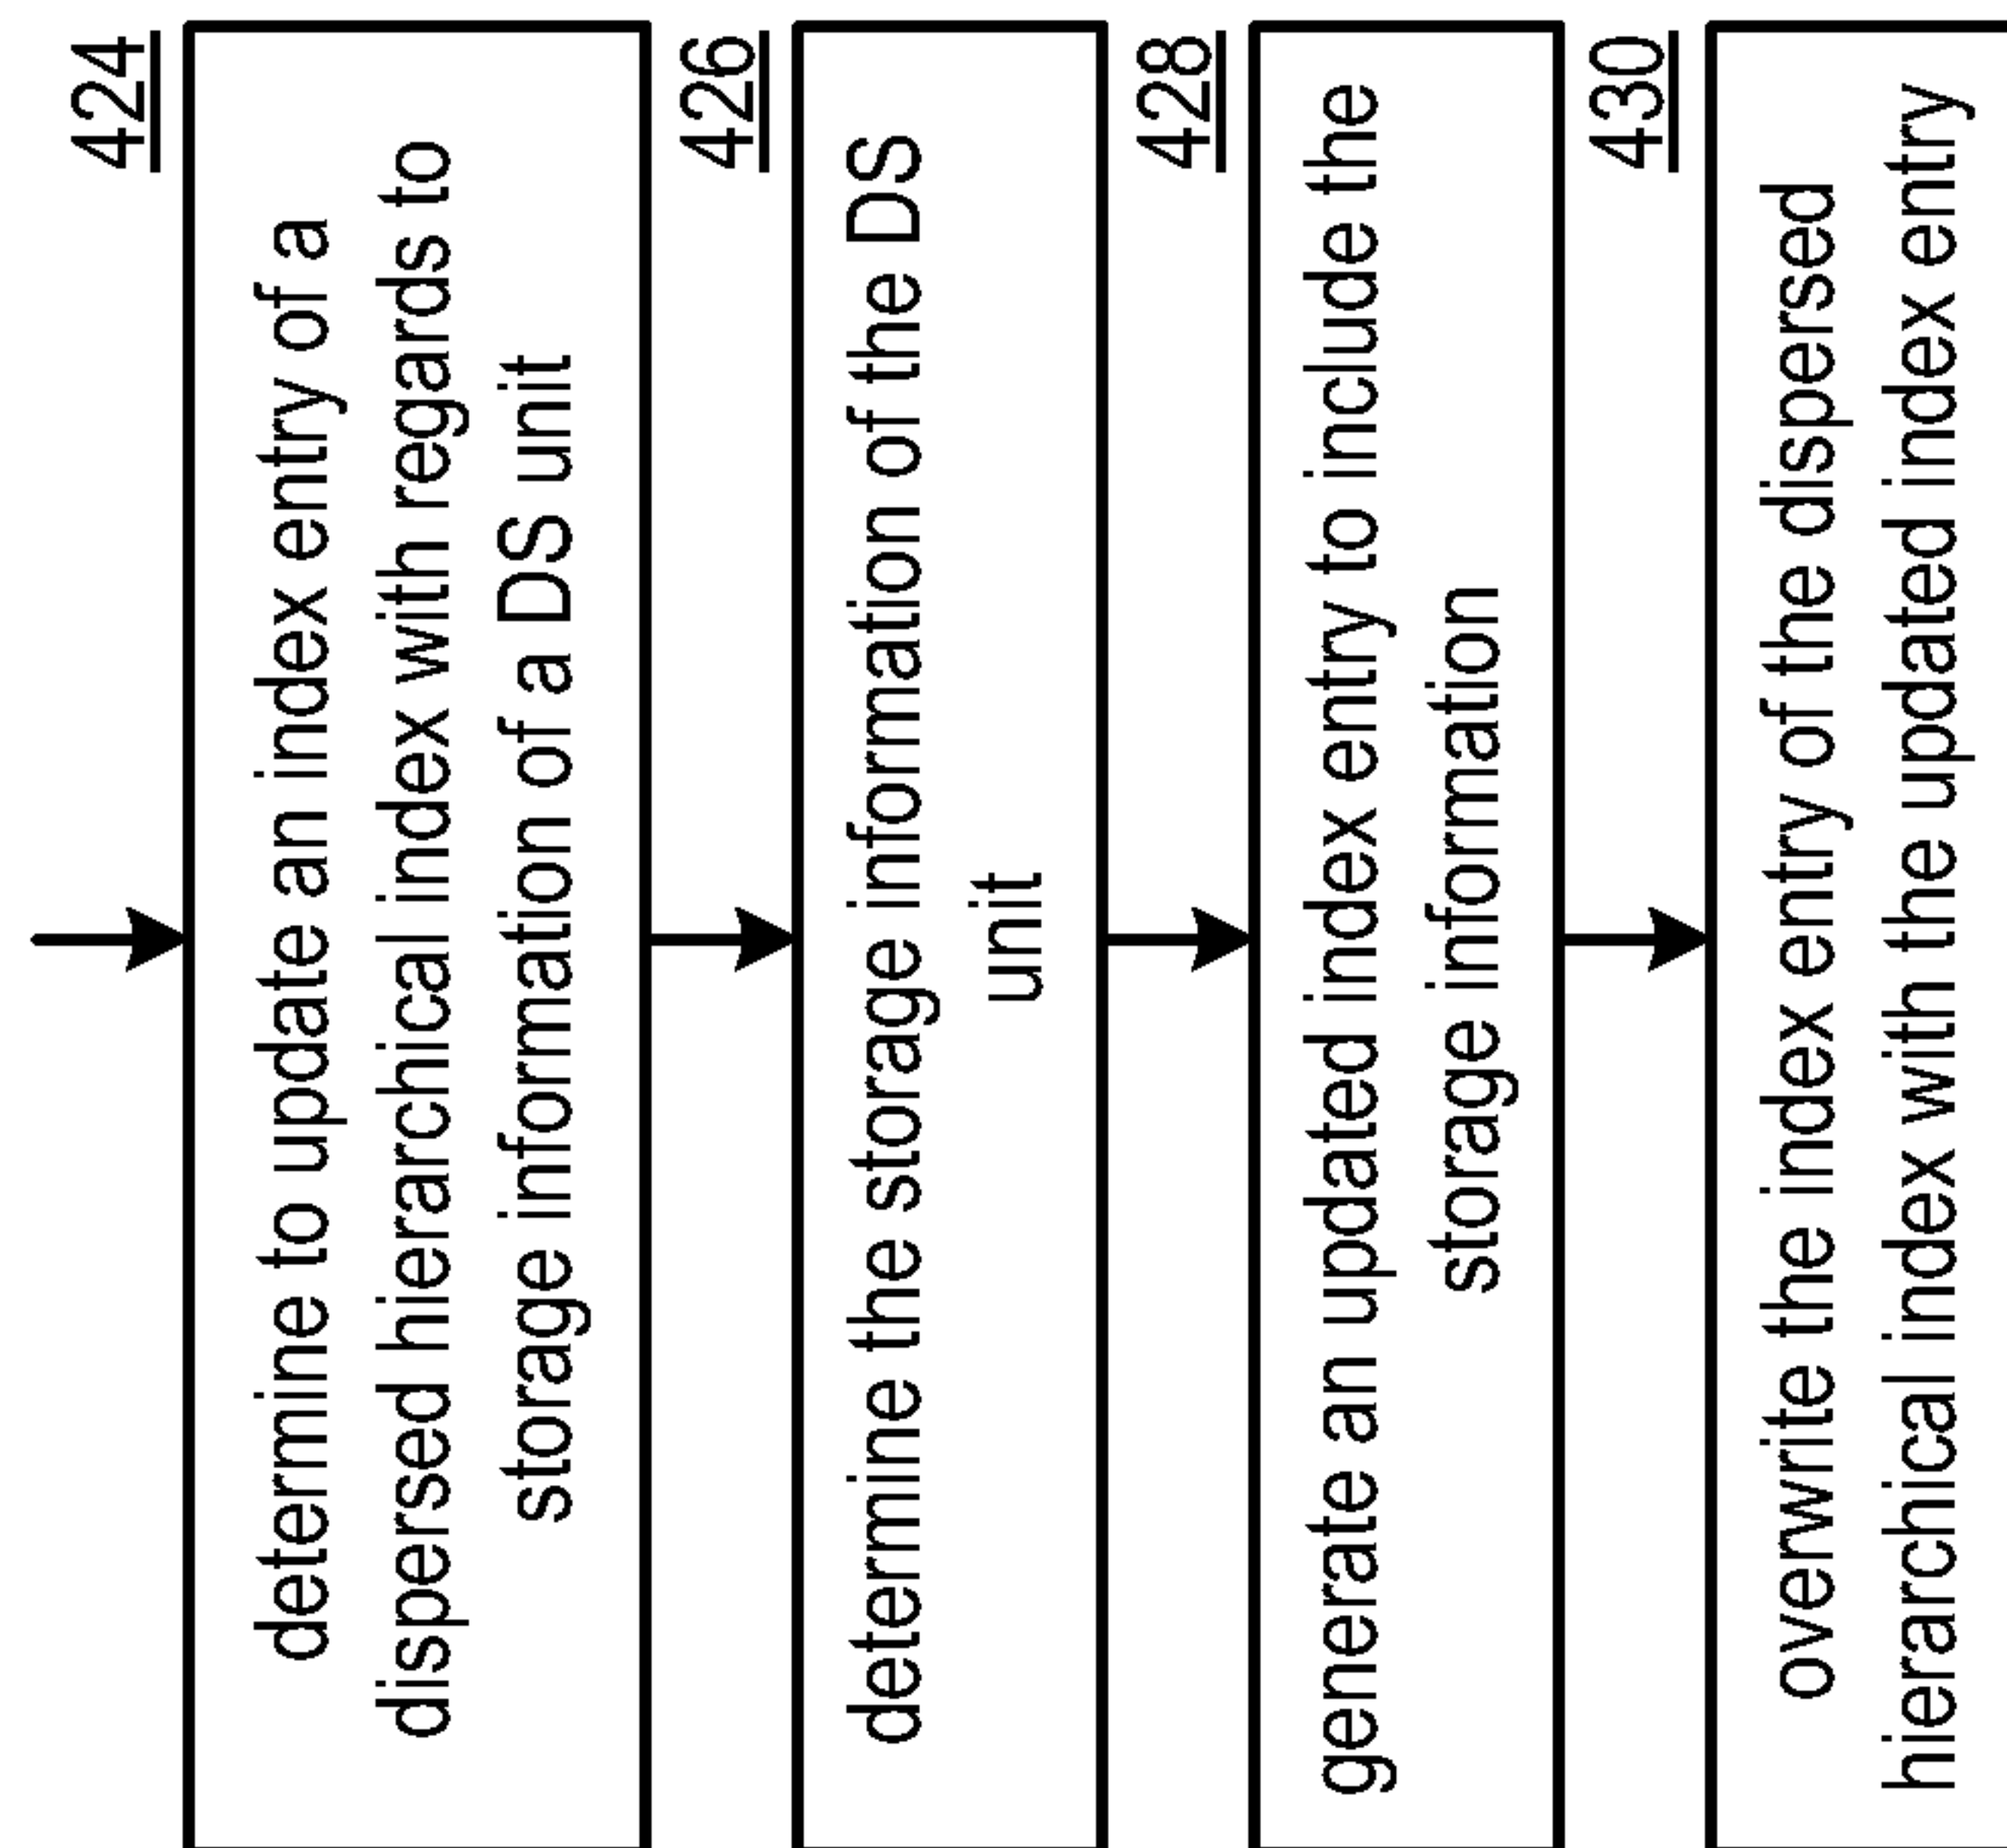 424
determine to update an index entry of a
dispersed hierarchical index with regards to
storage information of a DS unit
426
determine the storage information of the DS
unit
428
generate an updated index entry to include the
storage information
430
overwrite the index entry of the dispersed
hierarchical index with the updated index entry